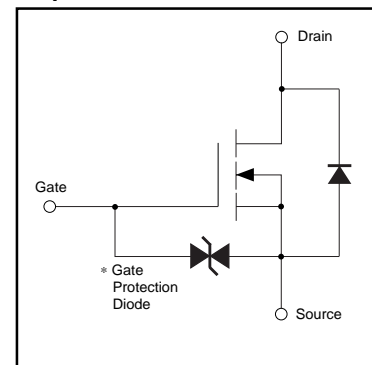 Drain
Gate
* Gate
Protection
Diode
Source